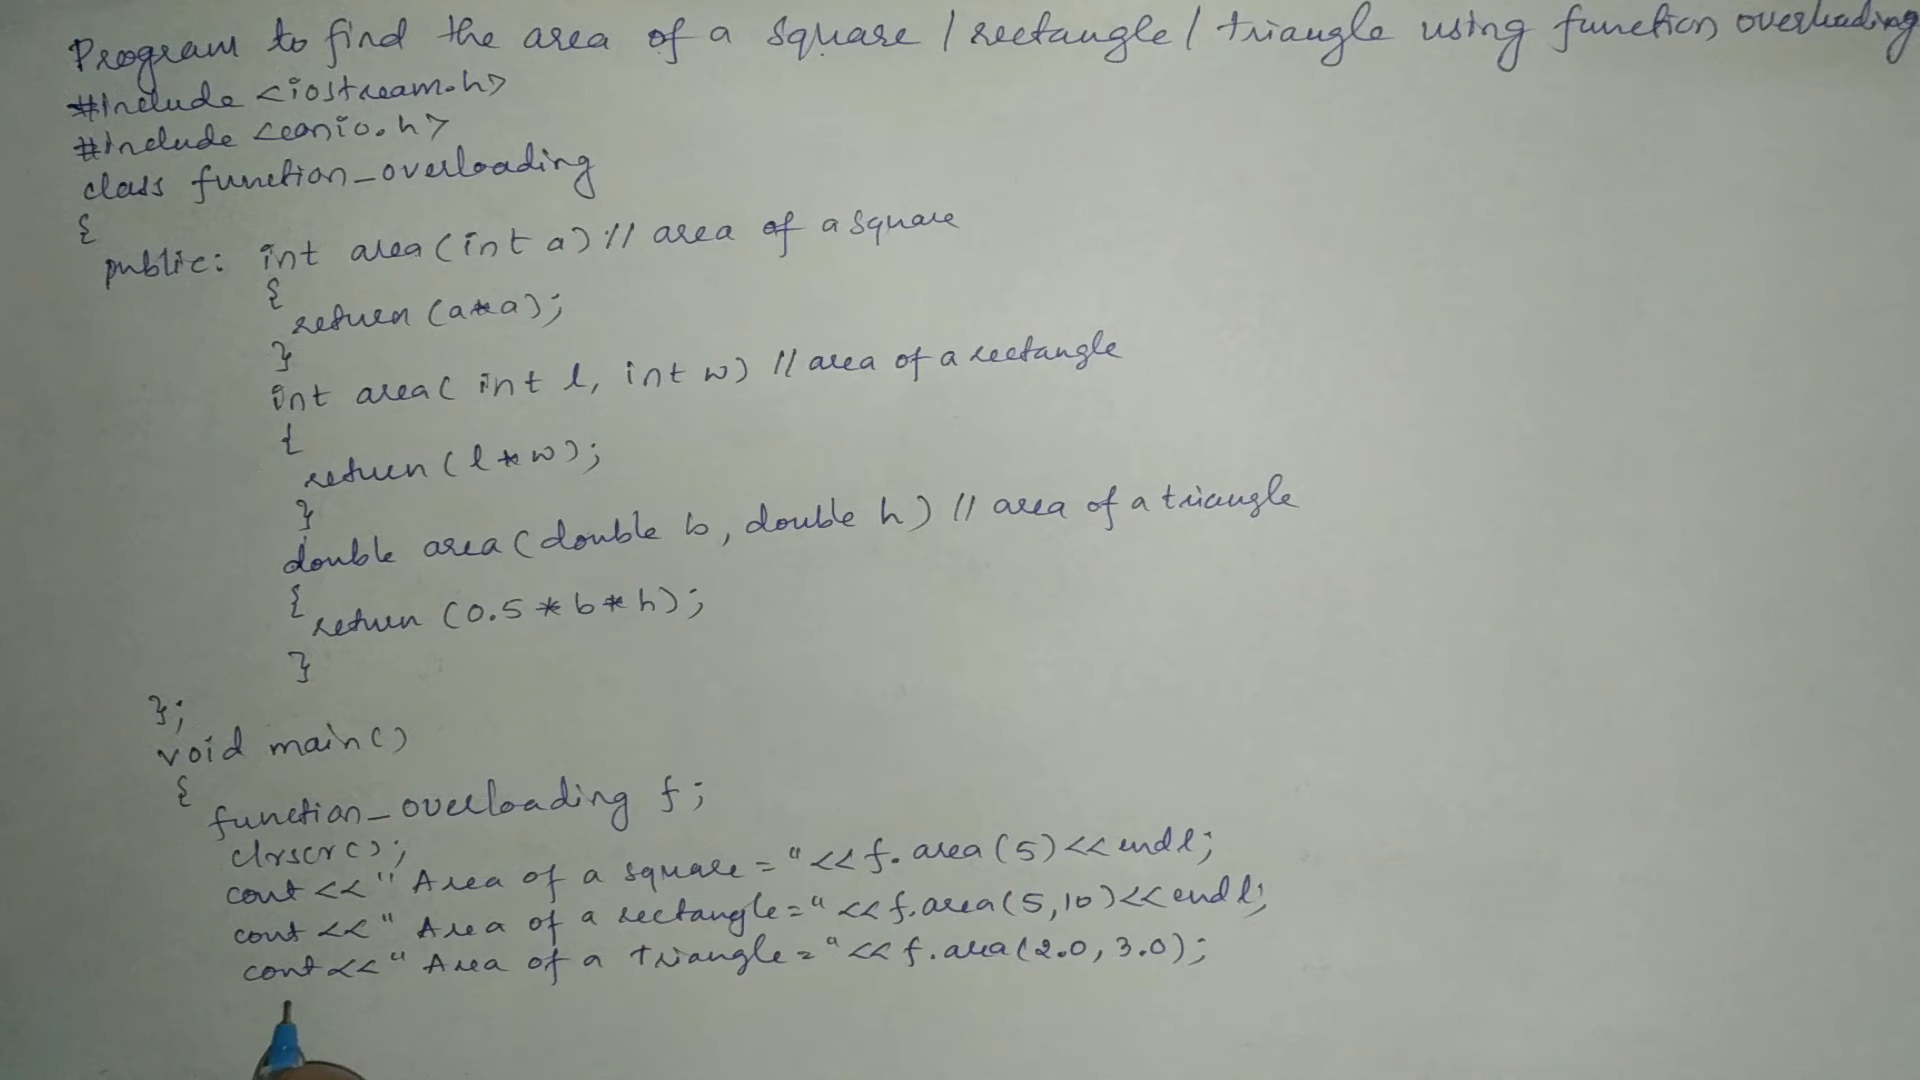 Program to find the area of a square / rectangle / triangle using function overloading
#include <iostream.h>
#include <conio.h>
class function_overloading
{
public: int area(int a) // area of a square
{
return (a*a);
}
int area( int l, int w) // area of a rectangle
{
return (l*w);
}
double area (double b, double h) // area of a triangle
{
return (0.5*b*h);
}
};
void main()
{
function_overloading f;
clrscr();
cout <<" Area of a square = "<< f.area(5)<<endl;
cout <<" Area of a rectangle="<< f.area(5,10)<<endl;
cout <<" Area of a triangle="<< f.area(2.0, 3.0);